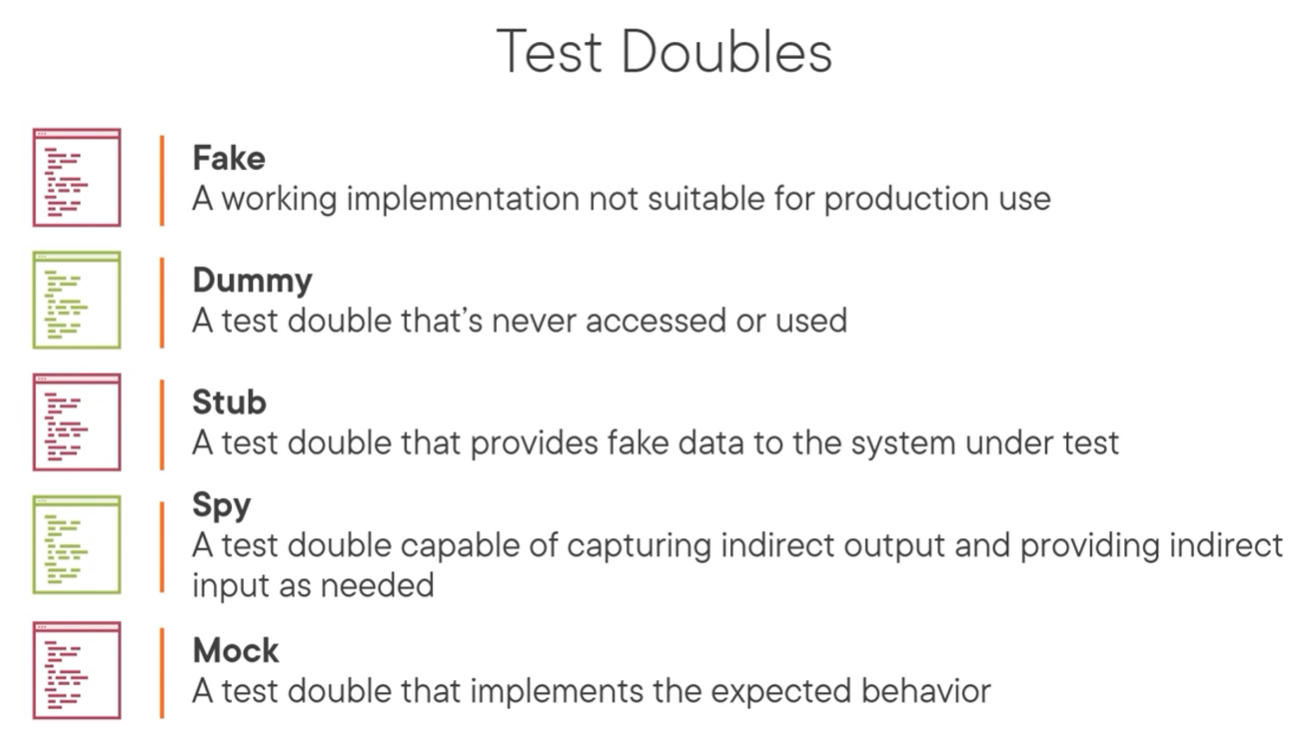 Test Doubles
Fake
A working implementation not suitable for production use
Dummy
A test double that’s never accessed or used
Stub
A test double that provides fake data to the system under test
Spy
A test double capable of capturing indirect output and providing indirect
input as needed
Mock
A test double that implements the expected behavior